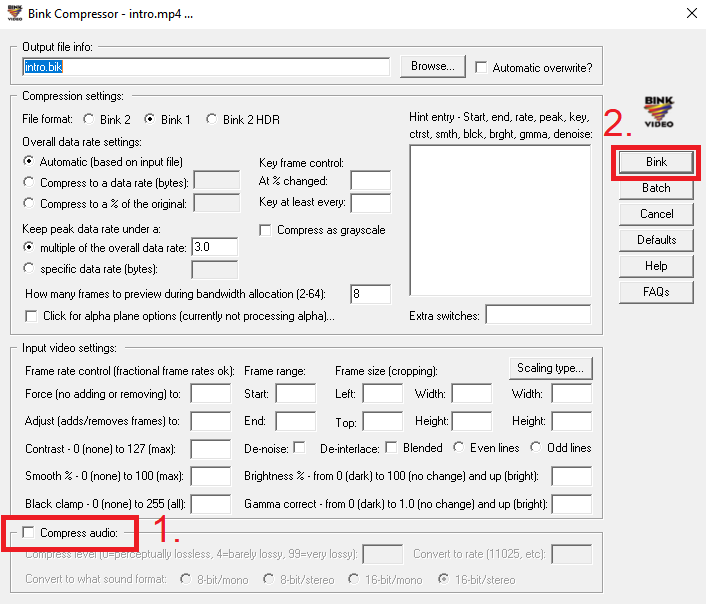 BINK VIDEO Bink Compressor - intro.mp4 ...
Output file info:
intro.bik Browse... Automatic overwrite?
Compression settings:
File format: Bink 2 Bink 1 Bink 2 HDR
Overall data rate settings:
Automatic (based on input file)
Compress to a data rate (bytes):
Compress to a % of the original:
Keep peak data rate under a:
multiple of the overall data rate: 3.0
specific data rate (bytes):
Key frame control:
At % changed:
Key at least every:
Compress as grayscale
How many frames to preview during bandwidth allocation (2-64): 8
Click for alpha plane options (currently not processing alpha)...
Hint entry - Start, end, rate, peak, key,
ctrst, smth, blck, brght, gmma, denoise:
Extra switches:
BINK
VIDEO
2.
Bink
Batch
Cancel
Defaults
Help
FAQs
Input video settings:
Frame rate control (fractional frame rates ok): Frame range: Frame size (cropping): Scaling type...
Force (no adding or removing) to: Start: Left: Width: Width:
Adjust (adds/removes frames) to: End: Top: Height: Height:
Contrast - 0 (none) to 127 (max): De-noise: De-interlace: Blended Even lines Odd lines
Smooth % - 0 (none) to 100 (max): Brightness % - from 0 (dark) to 100 (no change) and up (bright):
Black clamp - 0 (none) to 255 (all): Gamma correct - from 0 (dark) to 1.0 (no change) and up (bright):
Compress audio: 1.
Compress level (0=perceptually lossless, 4=barely lossy, 99=very lossy): Convert to rate (11025, etc):
Convert to what sound format: 8-bit/mono 8-bit/stereo 16-bit/mono 16-bit/stereo